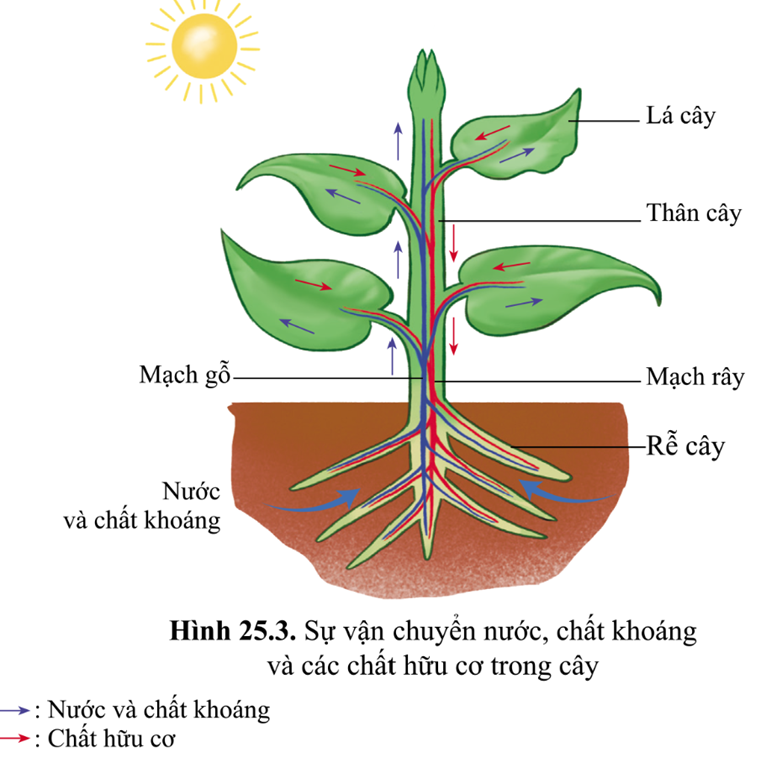 Lá cây
Thân cây
Mạch gỗ
Mạch rây
Rễ cây
Nước
và chất khoáng
Hình 25.3. Sự vận chuyển nước, chất khoáng
và các chất hữu cơ trong cây
: Nước và chất khoáng
: Chất hữu cơ